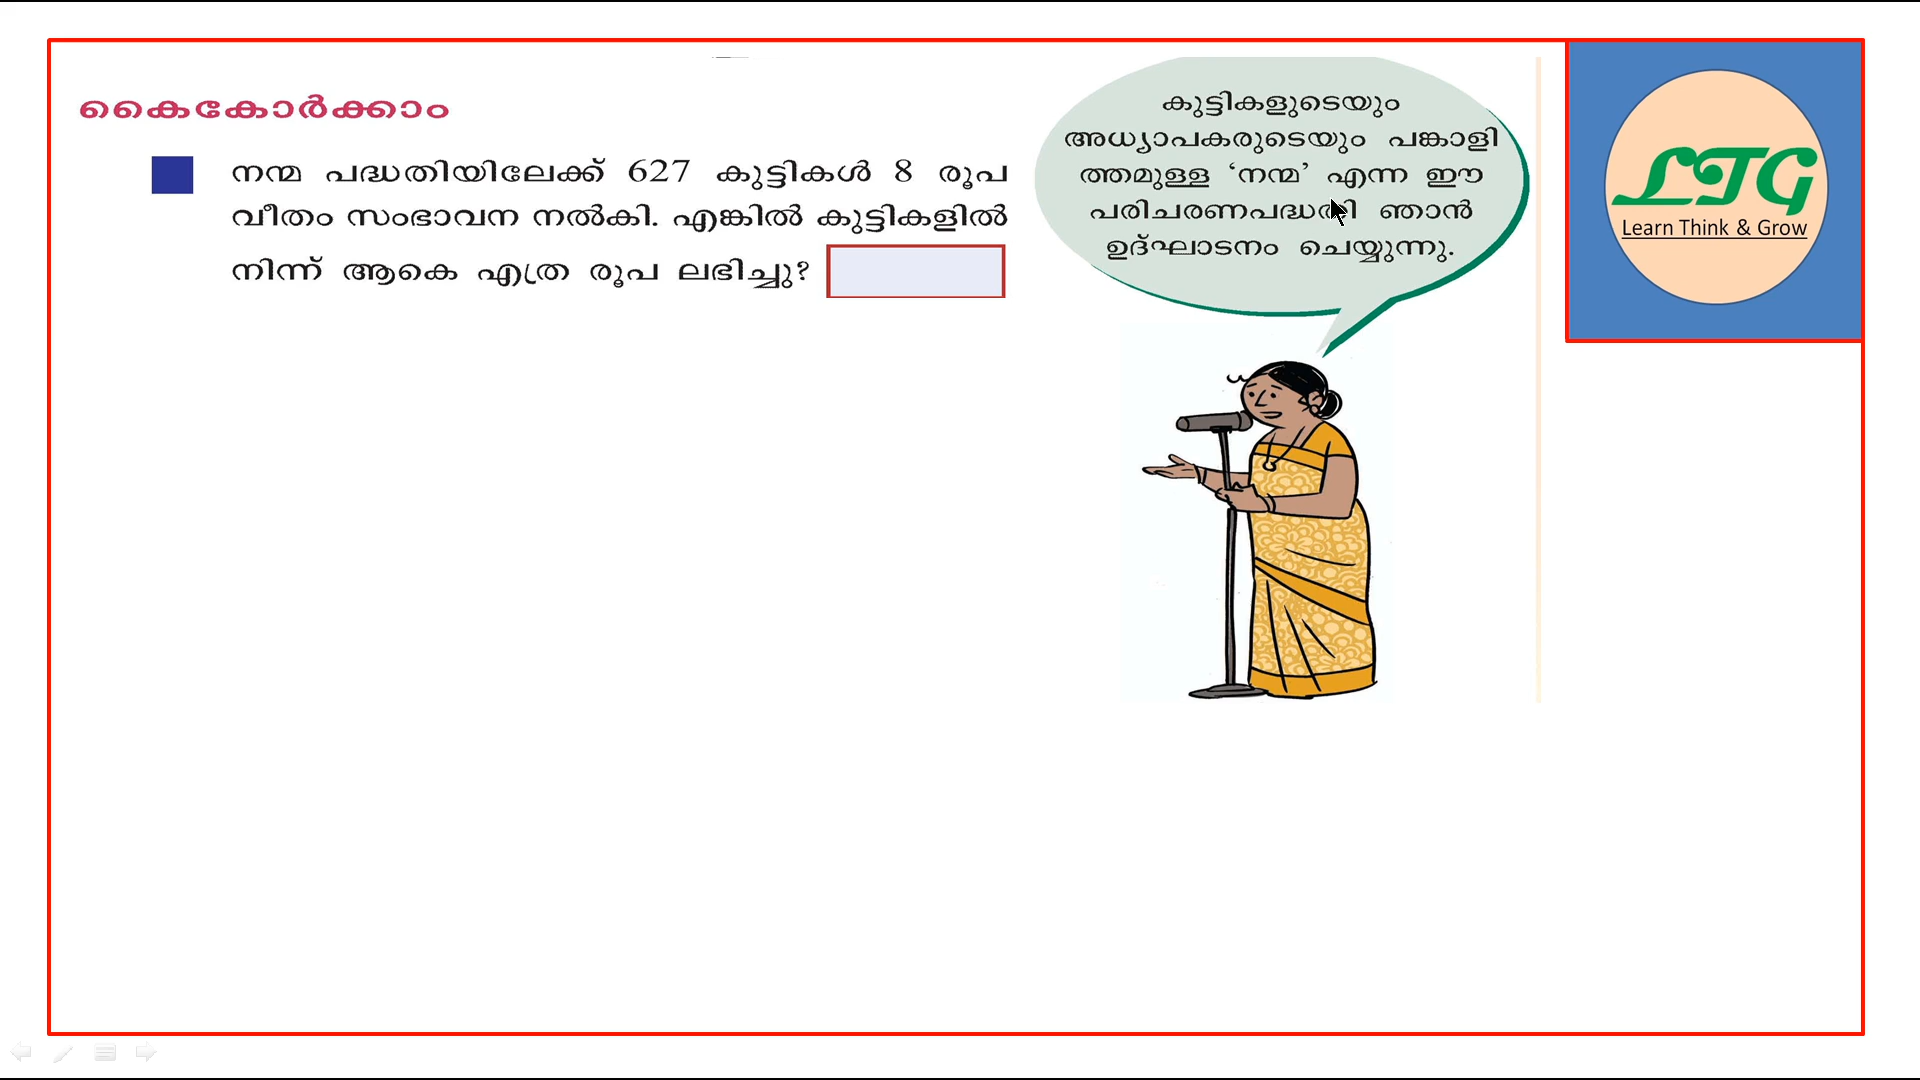 കൈകോർക്കാം
നന്മ പദ്ധതിയിലേക്ക് 627 കുട്ടികൾ 8 രൂപ
വീതം സംഭാവന നൽകി. എങ്കിൽ കുട്ടികളിൽ
നിന്ന് ആകെ എത്ര രൂപ ലഭിച്ചു?
കുട്ടികളുടെയും
അധ്യാപകരുടെയും പങ്കാളി
ത്തമുള്ള ‘നന്മ’ എന്ന ഈ
പരിചരണപദ്ധതി ഞാൻ
ഉദ്ഘാടനം ചെയ്യുന്നു.
LTG
Learn Think & Grow